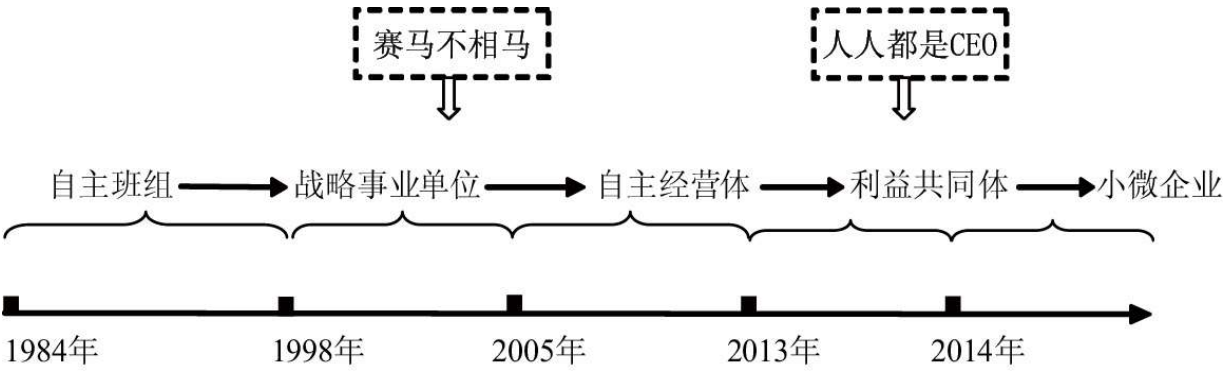 赛马不相马
人人都是CEO
自主班组
战略事业单位
自主经营体
利益共同体
小微企业
1984年
1998年
2005年
2013年
2014年